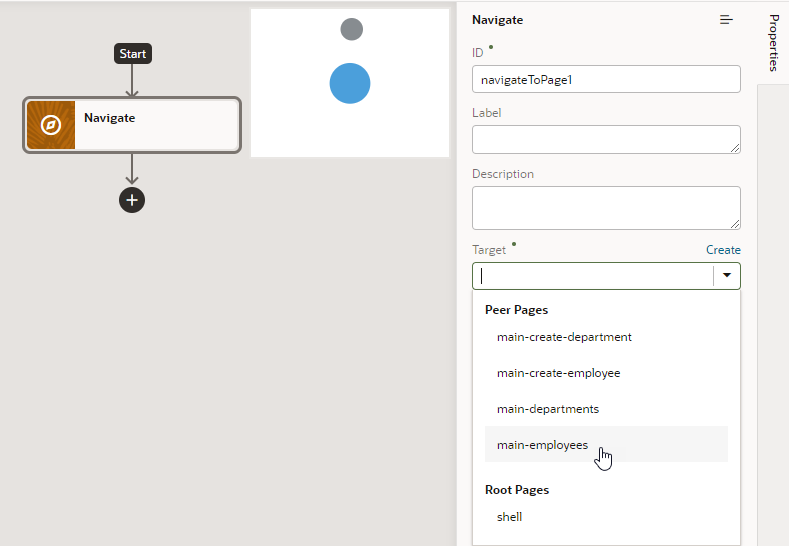 Start
Navigate
Navigate
Properties
ID
navigateToPage1
Label
Description
Target
Create
Peer Pages
main-create-department
main-create-employee
main-departments
main-employees
Root Pages
shell